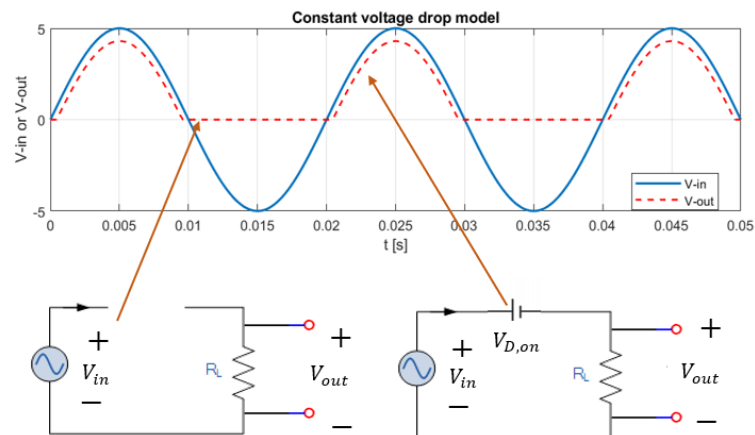 Constant voltage drop model
5
0
-5
V-in or V-out
V-in
V-out
0 0.005 0.01 0.015 0.02 0.025 0.03 0.035 0.04 0.045 0.05
t [s]
+
V_in
−
R_L
+
V_out
−
V_D,on
+
V_in
−
R_L
+
V_out
−